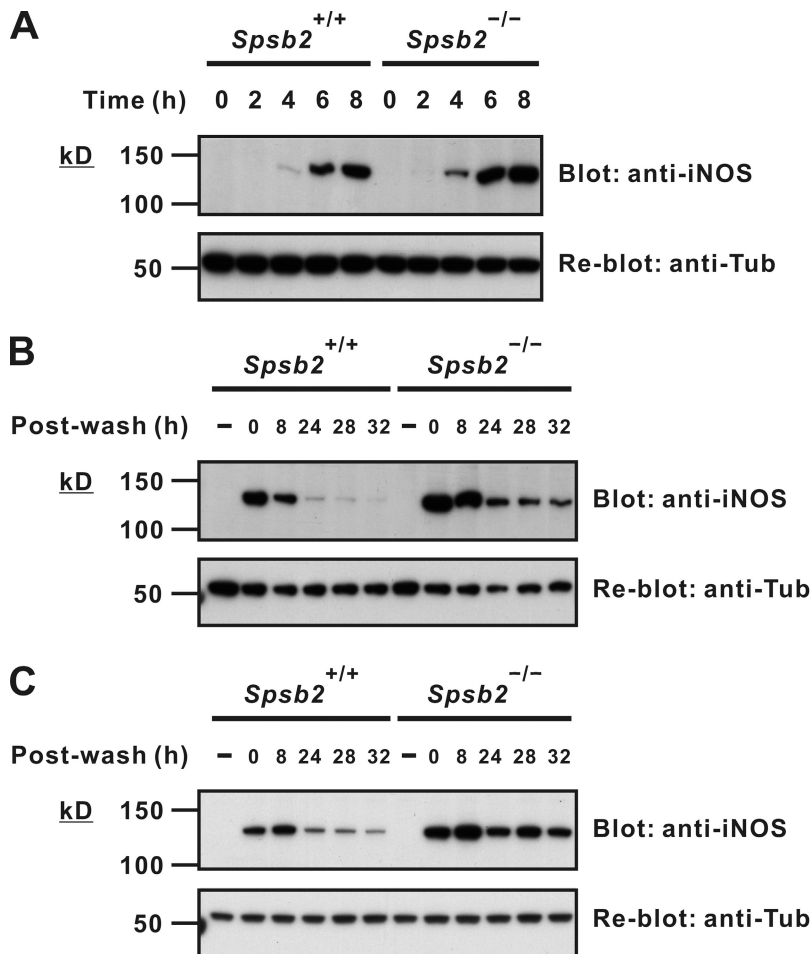 A
Spsb2+/+ Spsb2−/−
Time (h) 0 2 4 6 8 0 2 4 6 8
kD 150
100
Blot: anti-iNOS
50
Re-blot: anti-Tub
B
Spsb2+/+ Spsb2−/−
Post-wash (h) − 0 8 24 28 32 − 0 8 24 28 32
kD 150
100
Blot: anti-iNOS
50
Re-blot: anti-Tub
C
Spsb2+/+ Spsb2−/−
Post-wash (h) − 0 8 24 28 32 − 0 8 24 28 32
kD 150
100
Blot: anti-iNOS
50
Re-blot: anti-Tub